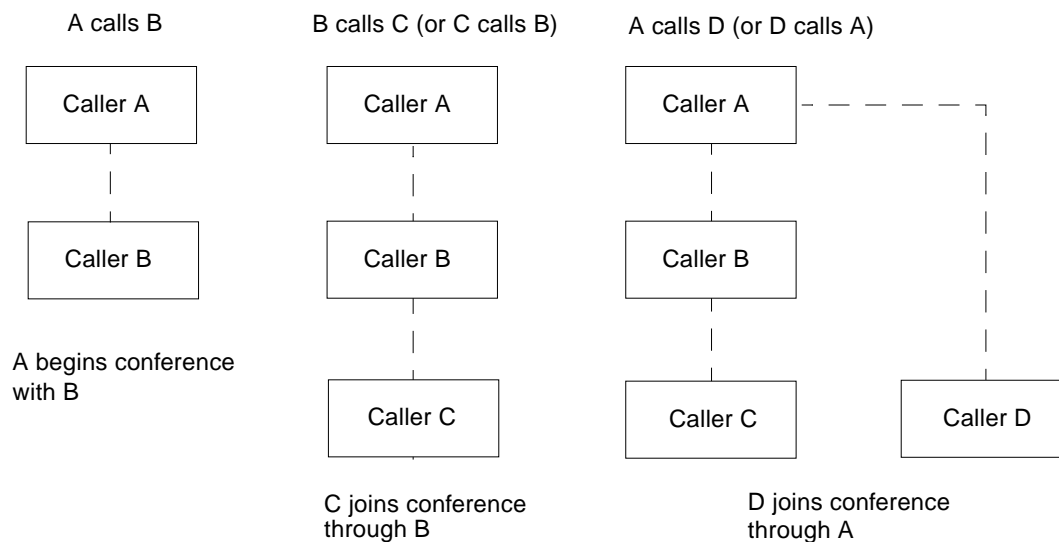 A calls B
Caller A
Caller B
A begins conference
with B
B calls C (or C calls B)
Caller A
Caller B
Caller C
C joins conference
through B
A calls D (or D calls A)
Caller A
Caller B
Caller C
Caller D
D joins conference
through A